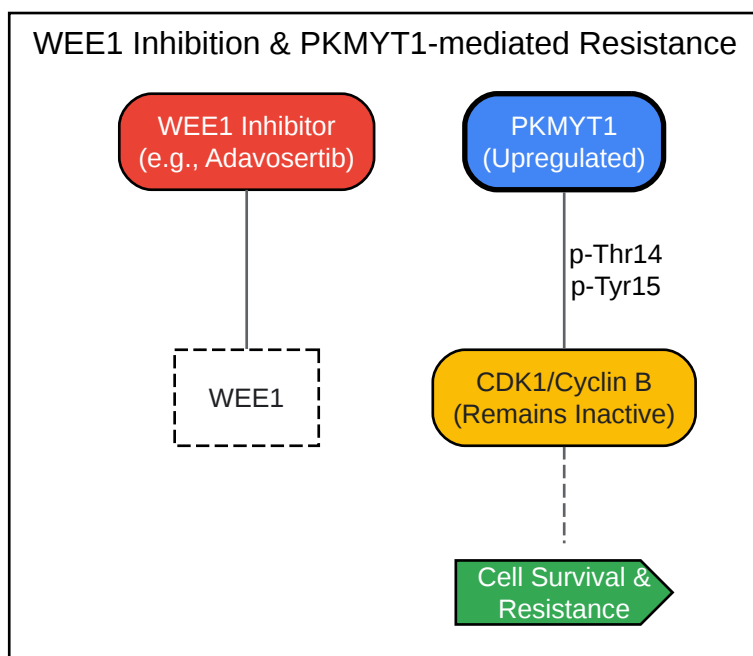 WEE1 Inhibition & PKMYT1-mediated Resistance
WEE1 Inhibitor
(e.g., Adavosertib)
PKMYT1
(Upregulated)
p-Thr14
p-Tyr15
WEE1
CDK1/Cyclin B
(Remains Inactive)
Cell Survival &
Resistance